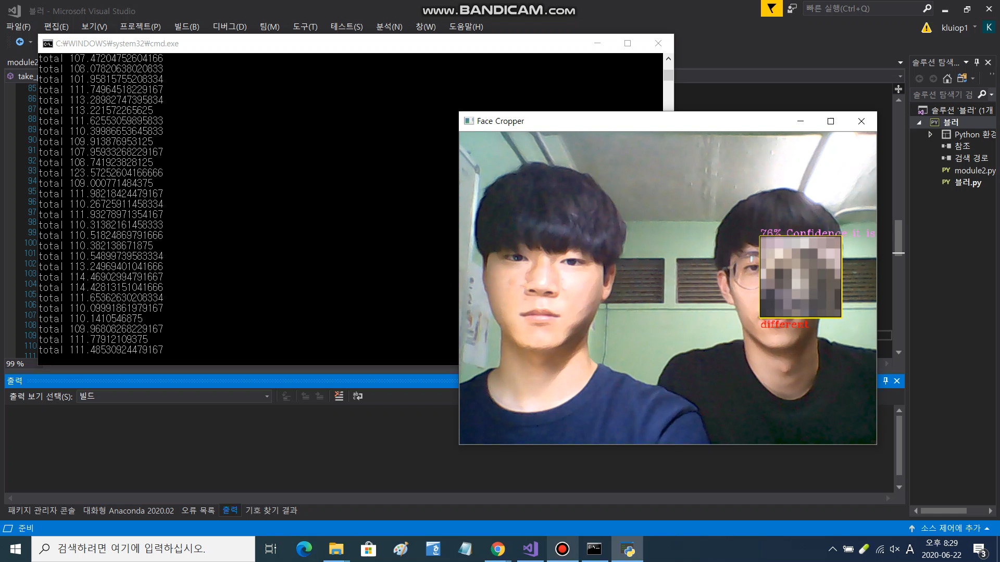 블러 - Microsoft Visual Studio
www.BANDICAM.com
빠른 실행(Ctrl+Q)
파일(F) 편집(E) 보기(V) 프로젝트(P) 빌드(B) 디버그(D) 팀(M) 도구(T) 테스트(S) 분석(N) 창(W) 도움말(H)
kluiop1 K
C:₩WINDOWS₩system32₩cmd.exe
module2
take_
85
86
87
88
89
90
91
92
93
94
95
96
97
98
99
100
101
102
103
104
105
106
107
108
109
110
111
total 107.47204752604166
total 108.07820638020833
total 101.95815755208334
total 111.74964518229167
total 113.28982747395834
total 113.221572265625
total 111.62553059895833
total 110.39986653645833
total 109.913876953125
total 107.95933268229167
total 108.741923828125
total 123.57252604166666
total 109.000771484375
total 111.98218424479167
total 110.26725911458334
total 111.93278971354167
total 110.31382161458333
total 110.51824869791666
total 110.382138671875
total 110.54899739583334
total 113.24969401041666
total 114.46902994791667
total 114.42813151041666
total 111.65362630208334
total 110.09991861979167
total 110.1410546875
total 109.96808268229167
total 111.77912109375
total 111.48530924479167
Face Cropper
76% Confidence it is
different
솔루션 탐색...
솔루션 탐색기 검
솔루션 '블러' (1개
PY 블러
Python 환경
참조
검색 경로
PY module2.py
PY 블러.py
99 %
출력
출력 보기 선택(S): 빌드
패키지 관리자 콘솔 대화형 Anaconda 2020.02 오류 목록 출력 기호 찾기 결과
준비
소스 제어에 추가
검색하려면 여기에 입력하십시오.
A
오후 8:29
2020-06-22
3